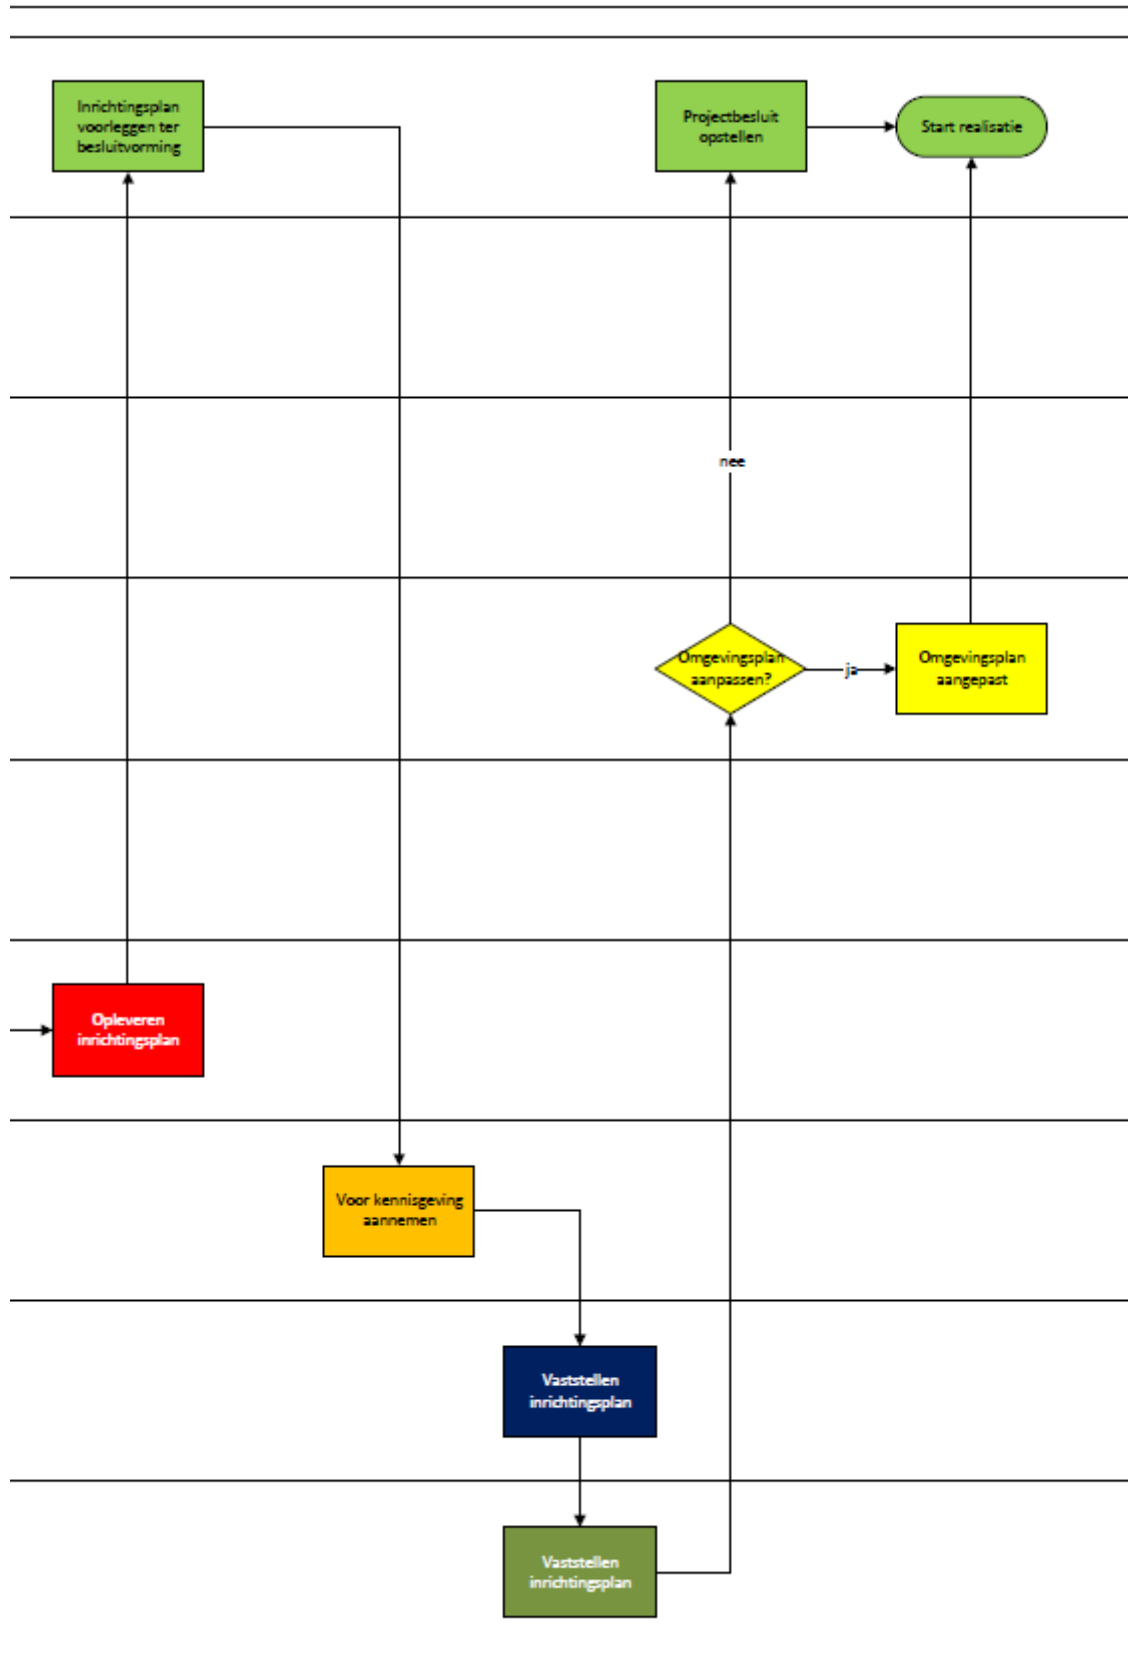 Inrichtingsplan
voorleggen ter
besluitvorming
Projectbesluit
opstellen
Start realisatie
nee
Omgevingsplan
aanpassen?
ja
Omgevingsplan
aangepast
Opleveren
inrichtingsplan
Voor kennisgeving
aannemen
Vaststellen
inrichtingsplan
Vaststellen
inrichtingsplan